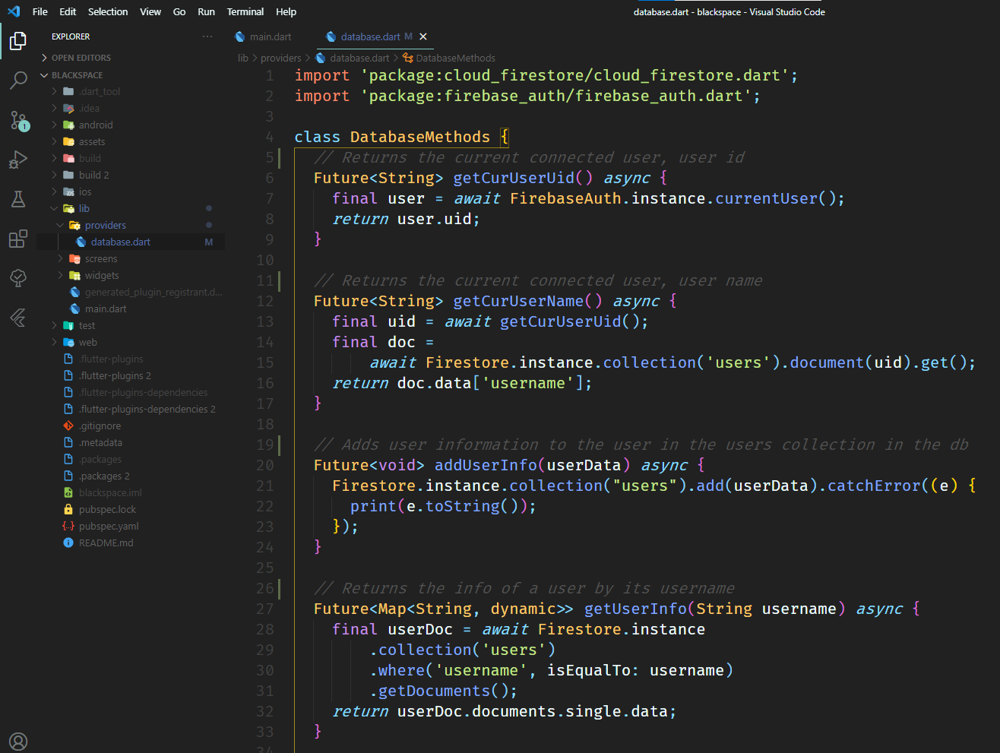 File Edit Selection View Go Run Terminal Help
database.dart - blackspace - Visual Studio Code
EXPLORER
OPEN EDITORS
BLACKSPACE
.dart_tool
.idea
android
assets
build
build 2
ios
lib
providers
database.dart M
screens
widgets
generated_plugin_registrant.d...
main.dart
test
web
.flutter-plugins
.flutter-plugins 2
.flutter-plugins-dependencies
.flutter-plugins-dependencies 2
.gitignore
.metadata
.packages
.packages 2
blackspace.iml
pubspec.lock
pubspec.yaml
README.md
1
main.dart database.dart M
lib > providers > database.dart > DatabaseMethods
1 import 'package:cloud_firestore/cloud_firestore.dart';
2 import 'package:firebase_auth/firebase_auth.dart';
3
4 class DatabaseMethods {
5 // Returns the current connected user, user id
6 Future<String> getCurUserUid() async {
7 final user = await FirebaseAuth.instance.currentUser();
8 return user.uid;
9 }
10
11 // Returns the current connected user, user name
12 Future<String> getCurUserName() async {
13 final uid = await getCurUserUid();
14 final doc =
15 await Firestore.instance.collection('users').document(uid).get();
16 return doc.data['username'];
17 }
18
19 // Adds user information to the user in the users collection in the db
20 Future<void> addUserInfo(userData) async {
21 Firestore.instance.collection("users").add(userData).catchError((e) {
22 print(e.toString());
23 });
24 }
25
26 // Returns the info of a user by its username
27 Future<Map<String, dynamic>> getUserInfo(String username) async {
28 final userDoc = await Firestore.instance
29 .collection('users')
30 .where('username', isEqualTo: username)
31 .getDocuments();
32 return userDoc.documents.single.data;
33 }
34